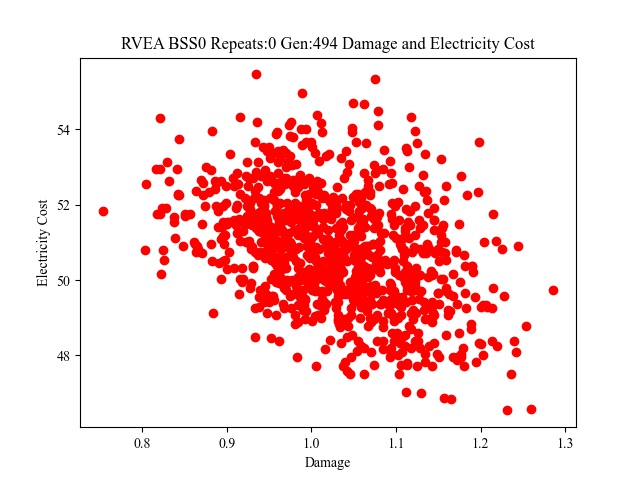 RVEA BSS0 Repeats:0 Gen:494 Damage and Electricity Cost
54
52
50
48
Electricity Cost
0.8 0.9 1.0 1.1 1.2 1.3
Damage